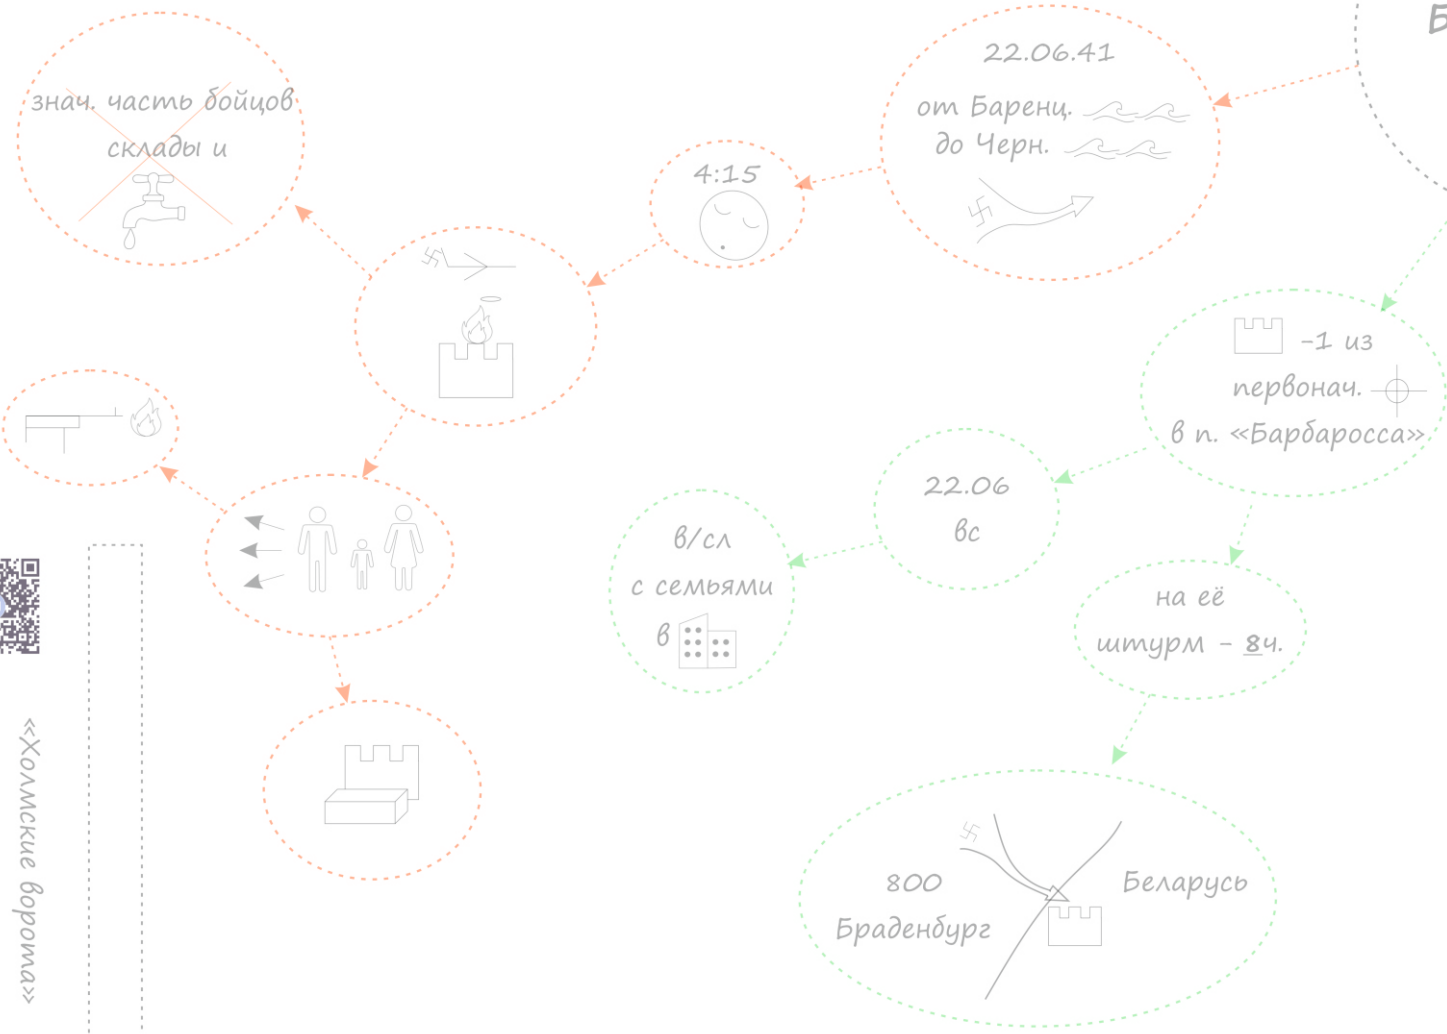 Б
22.06.41
от Баренц.
до Черн.
4:15
знач. часть бойцов
склады и
-1 из
первонач.
в п. «Барбаросса»
22.06
вс
в/сл
с семьями
в
на её
штурм - 8ч.
800
Браденбург
Беларусь
«Холмские ворота»